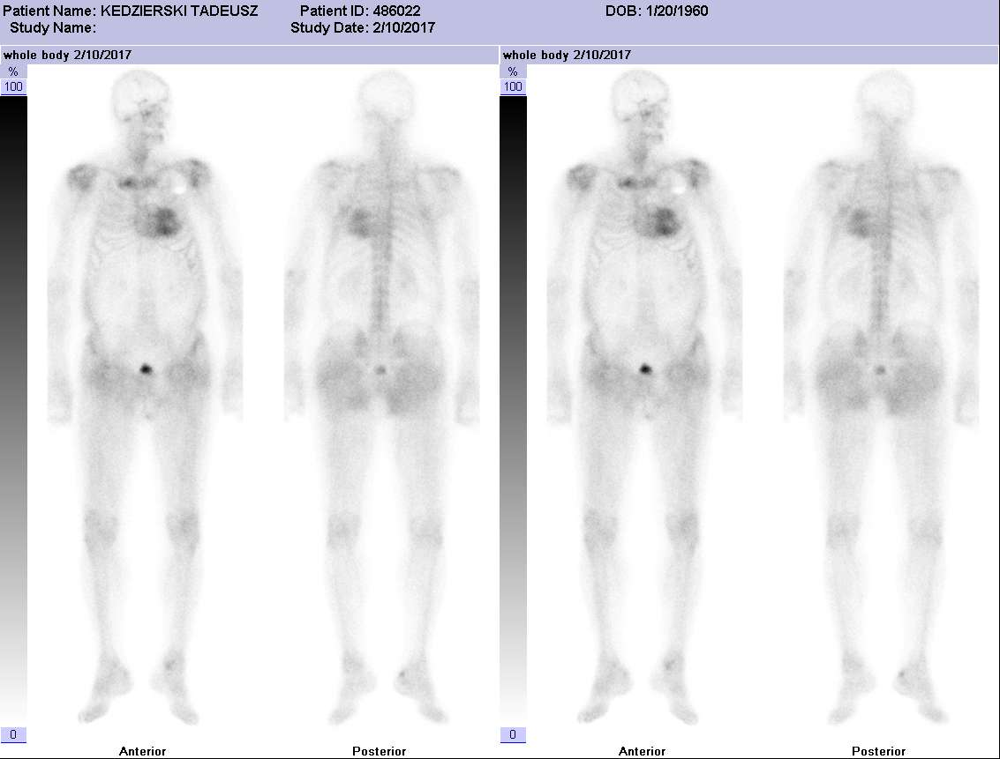 Patient Name: KEDZIERSKI TADEUSZ Patient ID: 486022 DOB: 1/20/1960
Study Name: Study Date: 2/10/2017
whole body 2/10/2017 whole body 2/10/2017
% %
100 100
0 0
Anterior Posterior Anterior Posterior